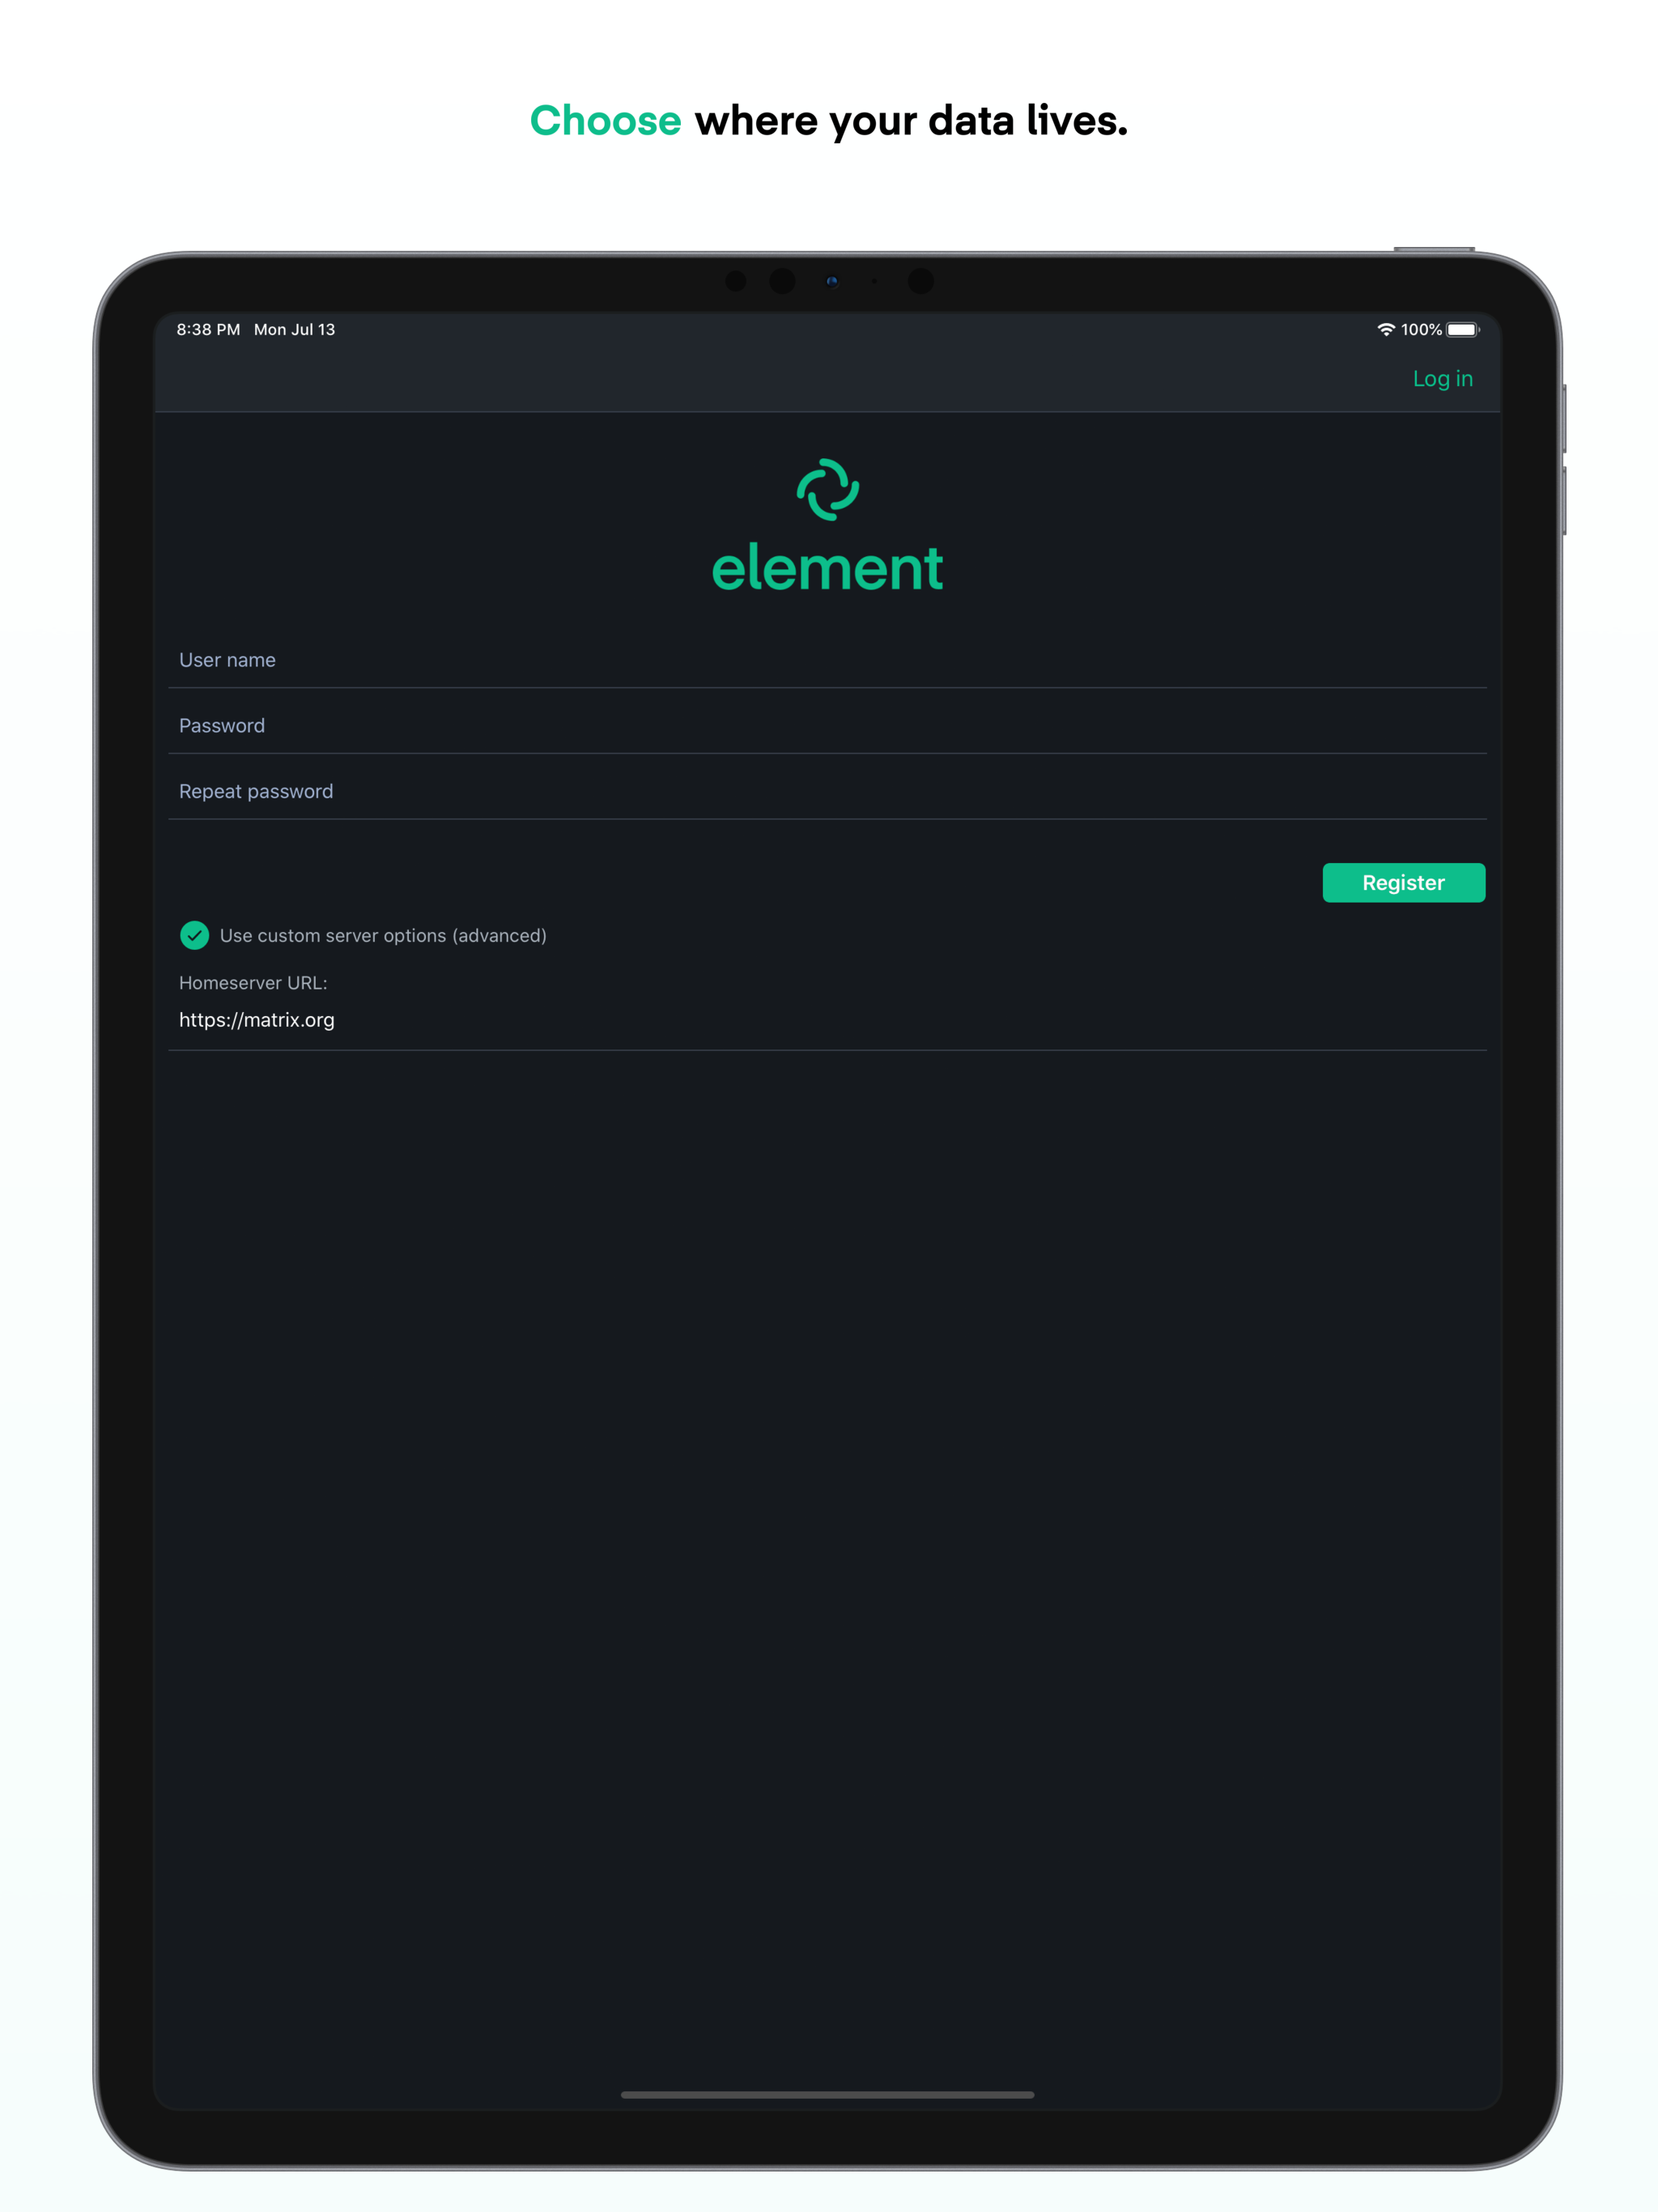 Choose where your data lives.
8:38 PM Mon Jul 13
100%
Log in
element
User name
Password
Repeat password
Register
Use custom server options (advanced)
Homeserver URL:
https://matrix.org